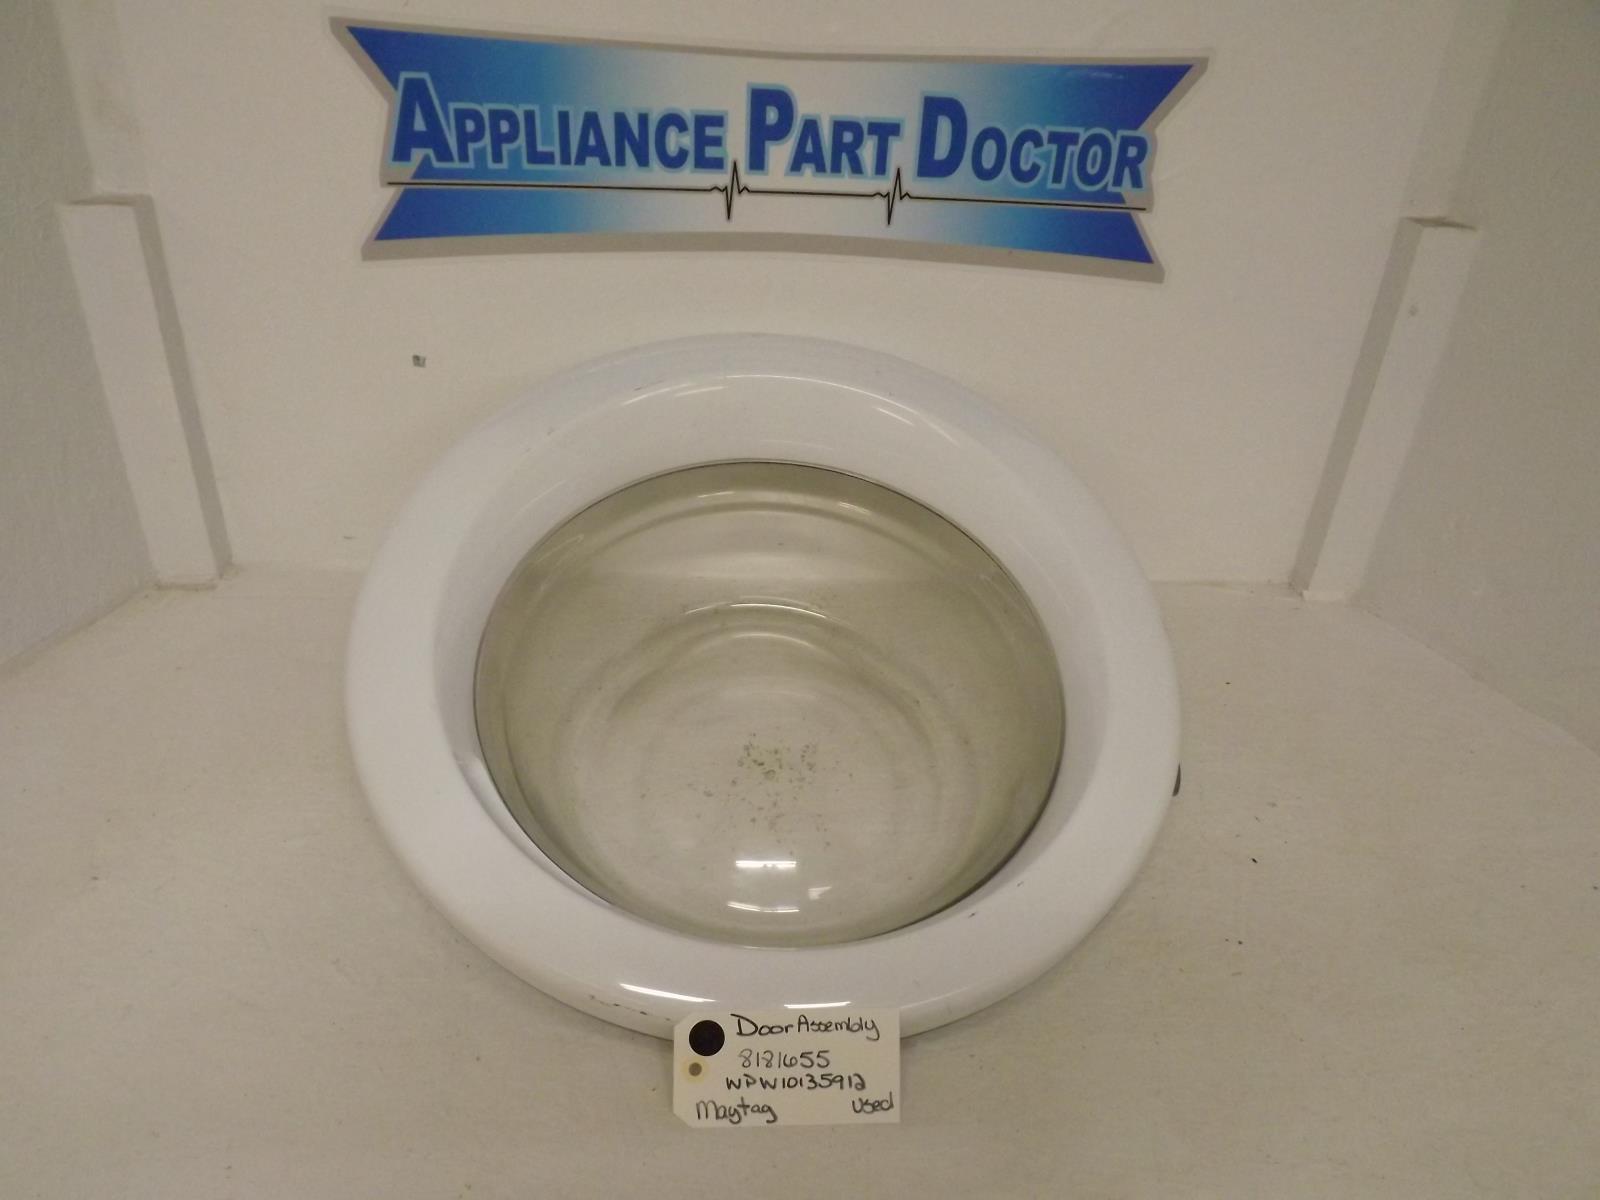 APPLIANCE PART DOCTOR
Door Assembly
8181655
WPW10135912
Maytag Used